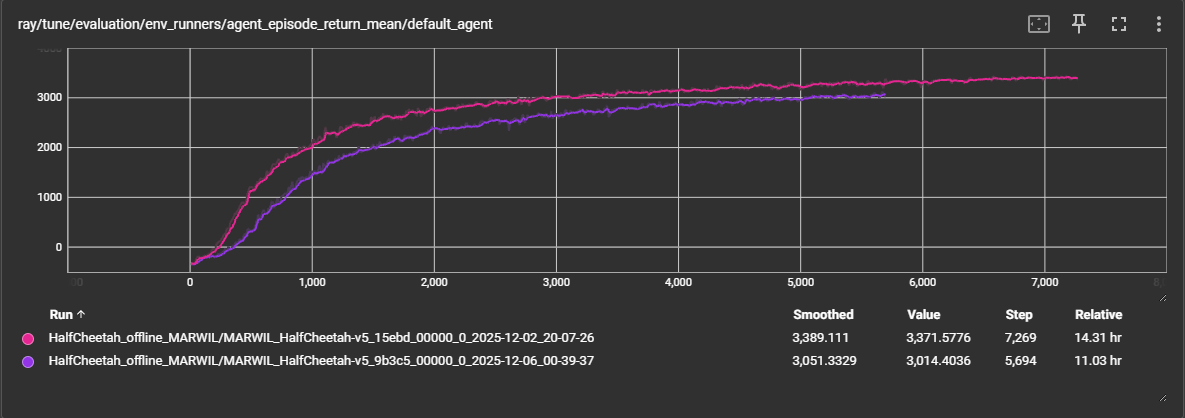 ray/tune/evaluation/env_runners/agent_episode_return_mean/default_agent
4000
3000
2000
1000
0
0 1,000 2,000 3,000 4,000 5,000 6,000 7,000
Run ↑ Smoothed Value Step Relative
HalfCheetah_offline_MARWIL/MARWIL_HalfCheetah-v5_15ebd_00000_0_2025-12-02_20-07-26 3,389.111 3,371.5776 7,269 14.31 hr
HalfCheetah_offline_MARWIL/MARWIL_HalfCheetah-v5_9b3c5_00000_0_2025-12-06_00-39-37 3,051.3329 3,014.4036 5,694 11.03 hr